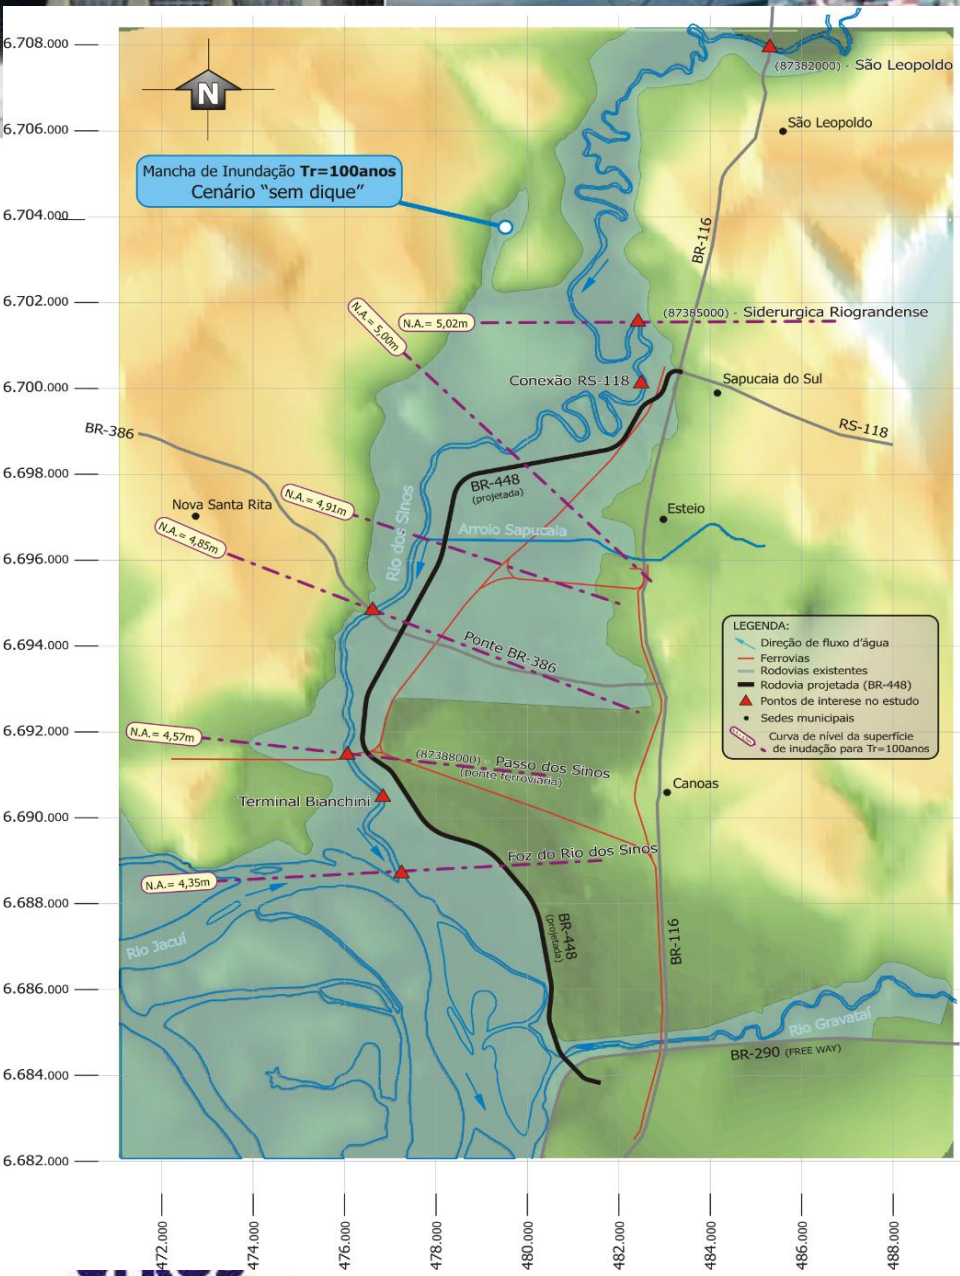 6.708.000
(87382000) - São Leopoldo
6.706.000
São Leopoldo
N
Mancha de Inundação Tr=100anos
Cenário "sem dique"
6.704.000
BR-116
6.702.000
N.A.= 5,00m
N.A.= 5,02m
(87385000) - Siderurgica Riograndense
6.700.000
Conexão RS-118
Sapucaia do Sul
BR-386
RS-118
6.698.000
BR-448
(projetada)
N.A.= 4,91m
Nova Santa Rita
Rio dos Sinos
Esteio
N.A.= 4,85m
Arroio Sapucaia
6.696.000
6.694.000
Ponte BR-386
LEGENDA:
Direção de fluxo d'água
Ferrovias
Rodovias existentes
Rodovia projetada (BR-448)
Pontos de interese no estudo
Sedes municipais
Curva de nível da superfície
de inundação para Tr=100anos
6.692.000
N.A.= 4,57m
(87388000) - Passo dos Sinos
(ponte ferroviária)
Canoas
Terminal Bianchini
6.690.000
Foz do Rio dos Sinos
N.A.= 4,35m
6.688.000
BR-448
(projetada)
BR-116
Rio Jacuí
6.686.000
Rio Gravataí
BR-290 (FREE WAY)
6.684.000
6.682.000
472.000
474.000
476.000
478.000
480.000
482.000
484.000
486.000
488.000